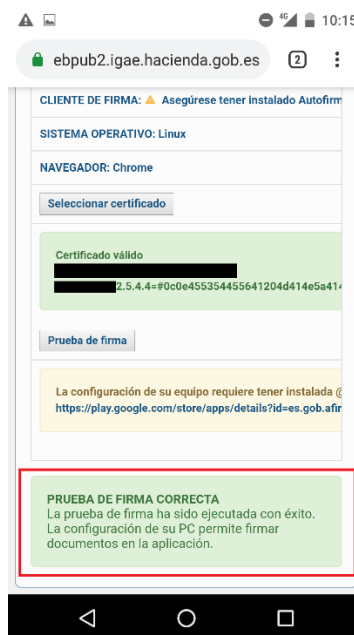 4G 10:15
ebpub2.igae.hacienda.gob.es 2
CLIENTE DE FIRMA: Asegúrese tener instalado Autofirm
SISTEMA OPERATIVO: Linux
NAVEGADOR: Chrome
Seleccionar certificado
Certificado válido
2.5.4.4=#0c0e455354455641204d414e5a414
Prueba de firma
La configuración de su equipo requiere tener instalada @
https://play.google.com/store/apps/details?id=es.gob.afir
PRUEBA DE FIRMA CORRECTA
La prueba de firma ha sido ejecutada con éxito.
La configuración de su PC permite firmar
documentos en la aplicación.